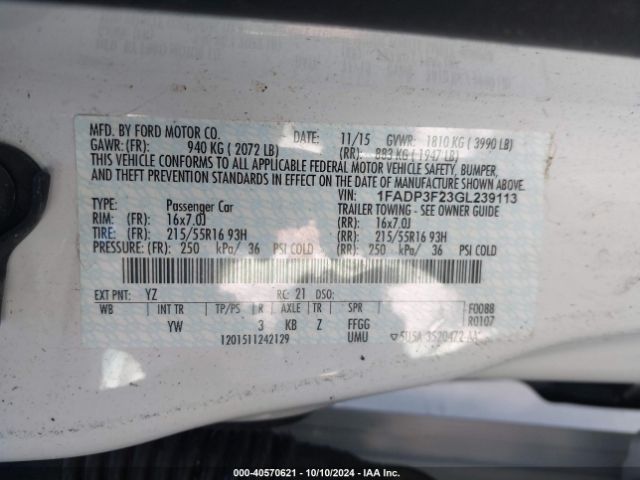 MFD. BY FORD MOTOR CO. DATE: 11/15 GVWR: 1810 KG ( 3990 LB)
GAWR:(FR): 940 KG ( 2072 LB) (RR): 883 KG ( 1947 LB)
THIS VEHICLE CONFORMS TO ALL APPLICABLE FEDERAL MOTOR VEHICLE SAFETY, BUMPER,
AND THEFT PREVENTION STANDARDS IN EFFECT ON THE DATE OF MANUFACTURE SHOWN ABOVE.
VIN: 1FADP3F23GL239113
TYPE: Passenger Car TRAILER TOWING - SEE OWNER GUIDE
RIM: (FR): 16x7.0J (RR): 16x7.0J
TIRE: (FR): 215/55R16 93H (RR): 215/55R16 93H
PRESSURE: (FR): 250 kPa/ 36 PSI COLD (RR): 250 kPa/ 36 PSI COLD
EXT PNT: YZ RC: 21 DSO:
WB INT TR TP/PS R AXLE TR SPR F0088
YW 3 KB Z FFGG R0107
1201511242129 UMU
000-40570621 - 10/10/2024 - IAA Inc.